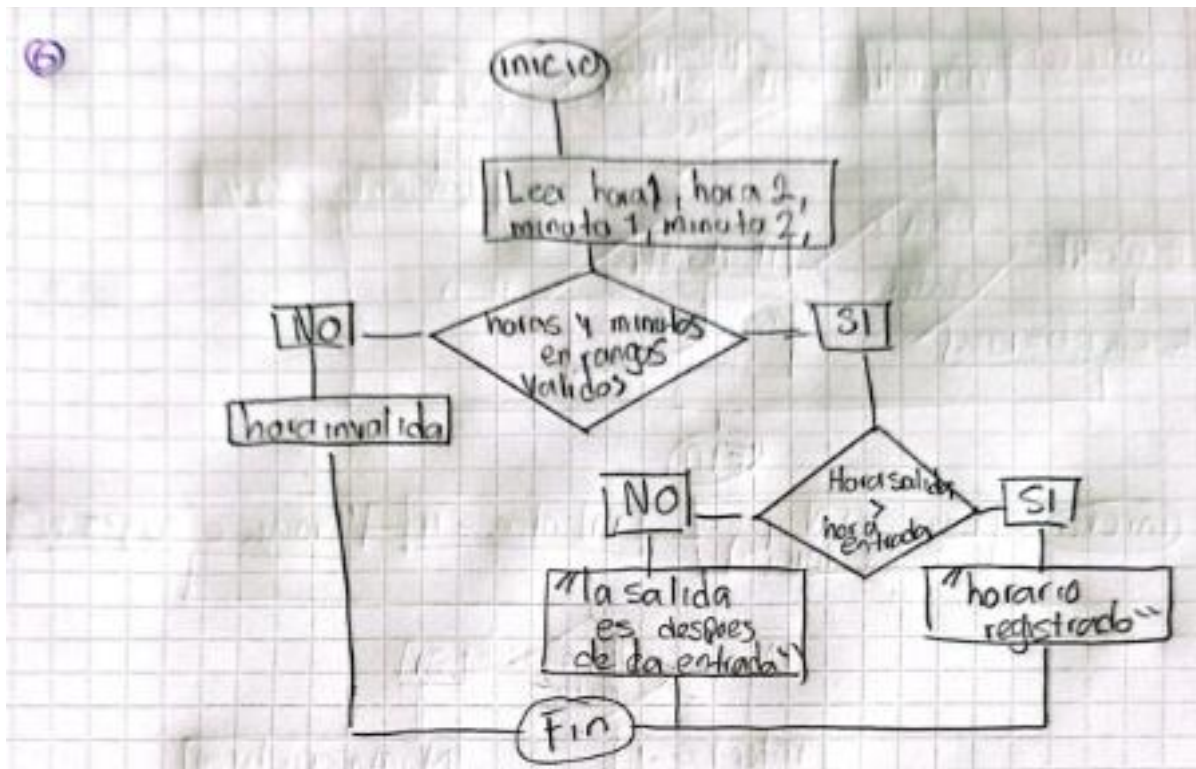 6
inicio
Leer hora1, hora 2,
minuto 1, minuto 2,
horas y minutos
en rangos
validos
NO
SI
hora invalida
Hora salida
>
hora
entrada
NO
SI
"la salida
es despues
de la entrada"
"horario
registrado"
Fin